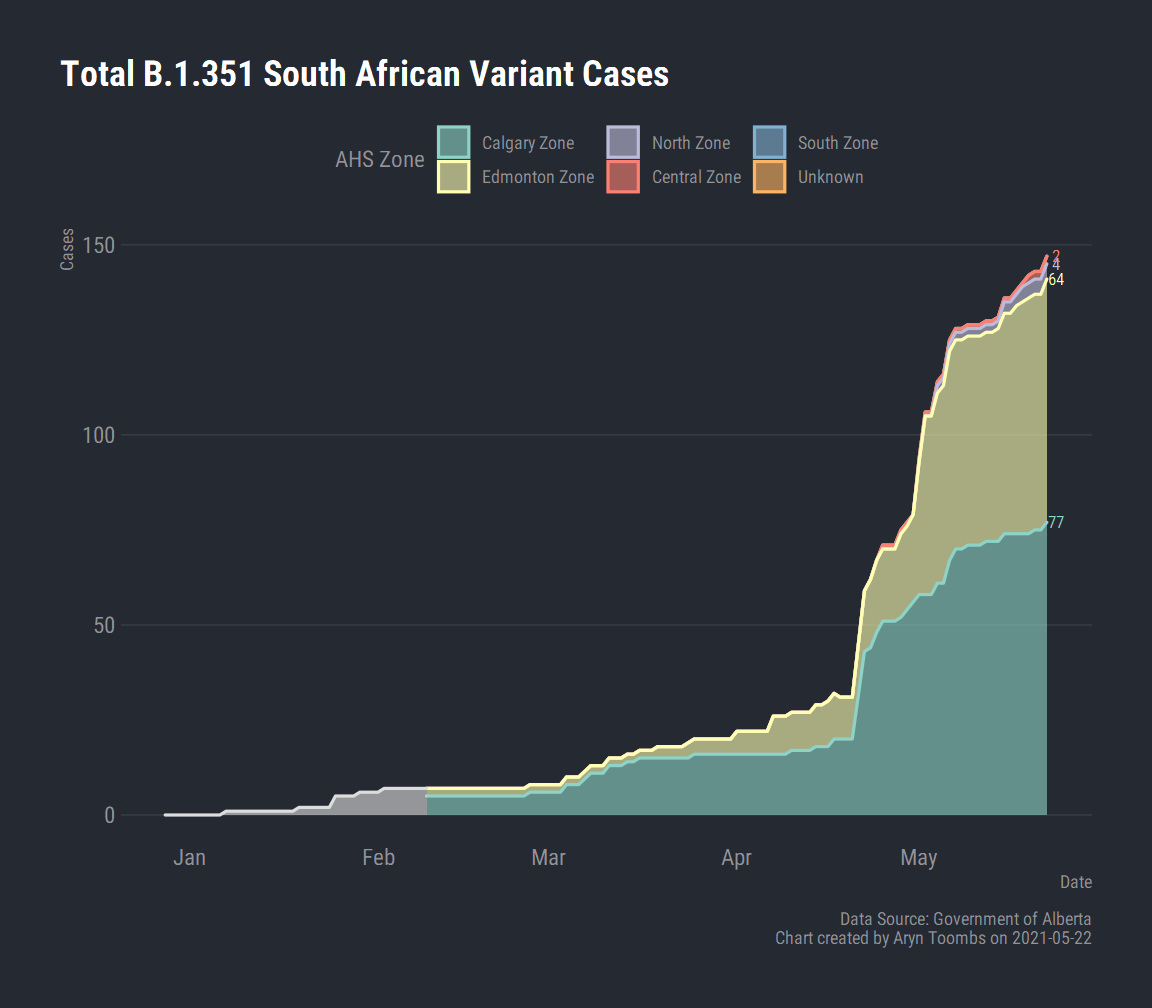 Total B.1.351 South African Variant Cases
AHS Zone
Calgary Zone
North Zone
South Zone
Edmonton Zone
Central Zone
Unknown
Cases
150
100
50
0
2
4
64
77
Jan
Feb
Mar
Apr
May
Date
Data Source: Government of Alberta
Chart created by Aryn Toombs on 2021-05-22